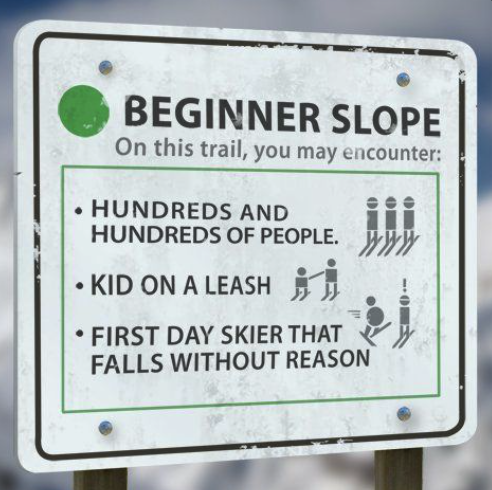 BEGINNER SLOPE
On this trail, you may encounter:
• HUNDREDS AND
HUNDREDS OF PEOPLE.
• KID ON A LEASH
!
• FIRST DAY SKIER THAT
FALLS WITHOUT REASON